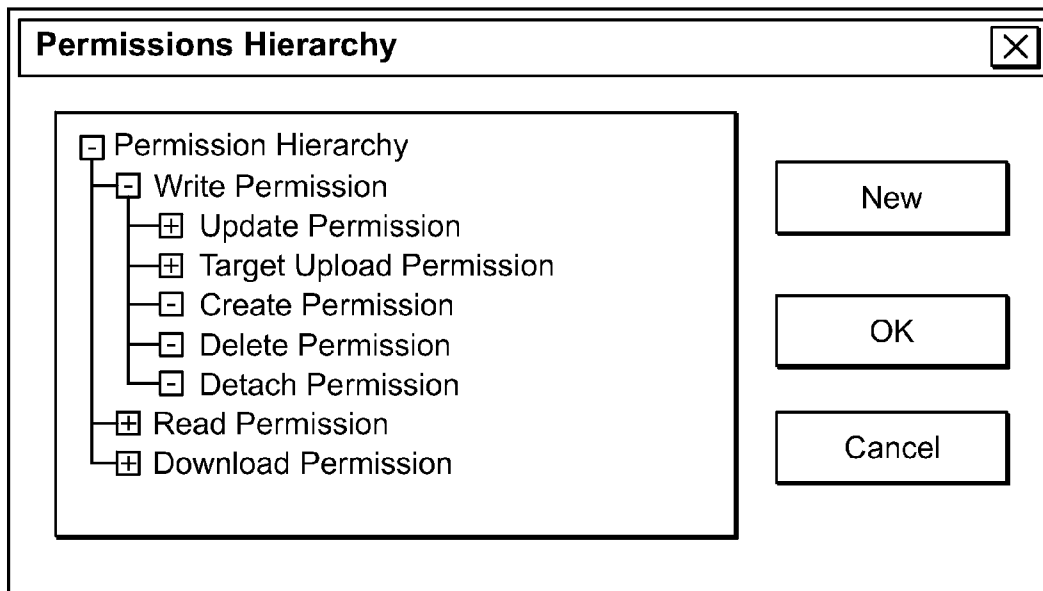 Permissions Hierarchy
Permission Hierarchy
Write Permission
Update Permission
Target Upload Permission
Create Permission
Delete Permission
Detach Permission
Read Permission
Download Permission
New
OK
Cancel